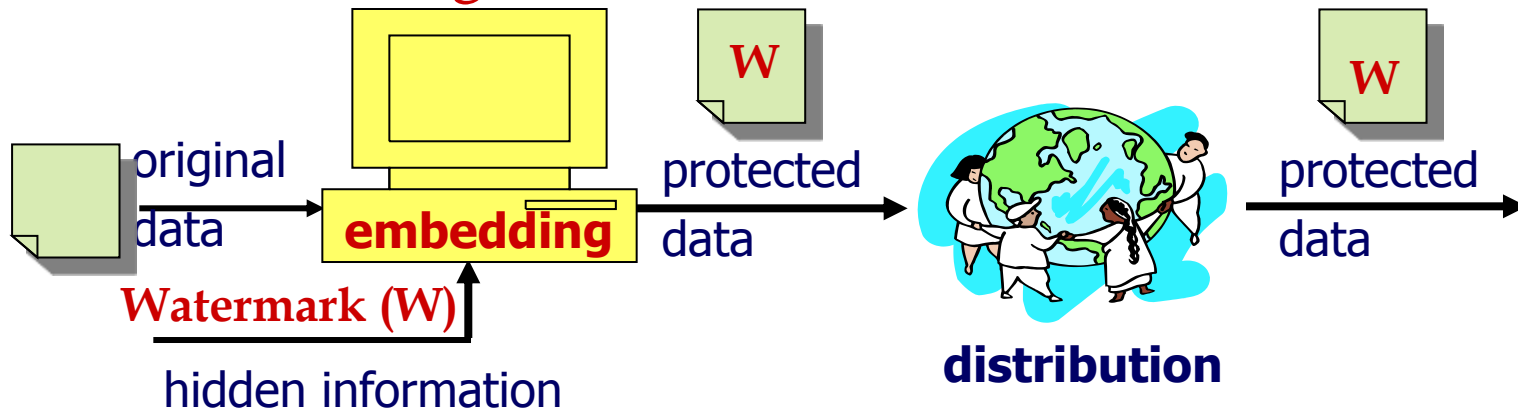 W
W
original
data
embedding
protected
data
protected
data
Watermark (W)
hidden information
distribution